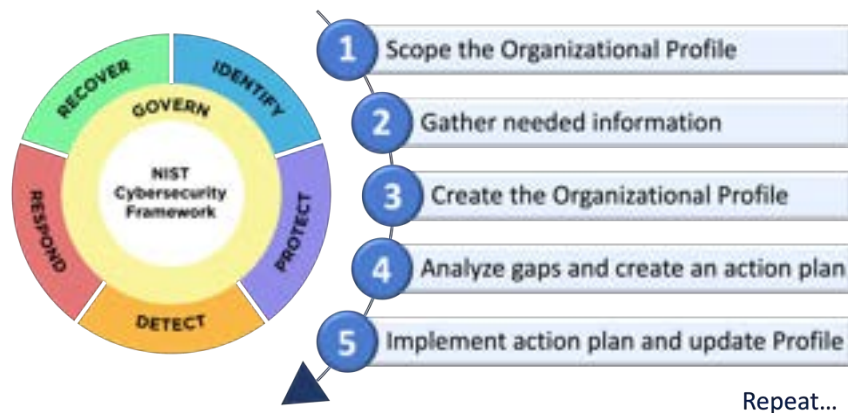 RECOVER
IDENTIFY
GOVERN
NIST
Cybersecurity
Framework
RESPOND
PROTECT
DETECT
1 Scope the Organizational Profile
2 Gather needed information
3 Create the Organizational Profile
4 Analyze gaps and create an action plan
5 Implement action plan and update Profile
Repeat...